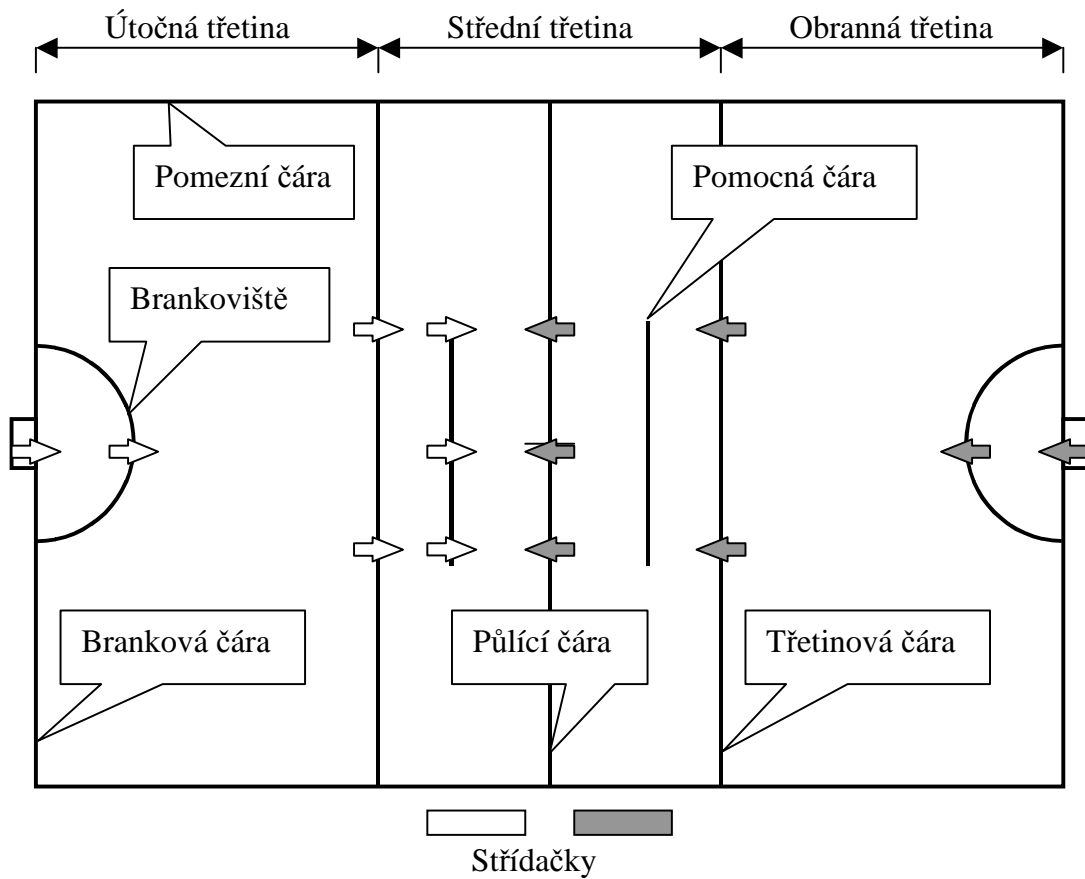 Útočná třetina
Střední třetina
Obranná třetina
Pomezní čára
Pomocná čára
Brankoviště
Branková čára
Půlící čára
Třetinová čára
Střídačky